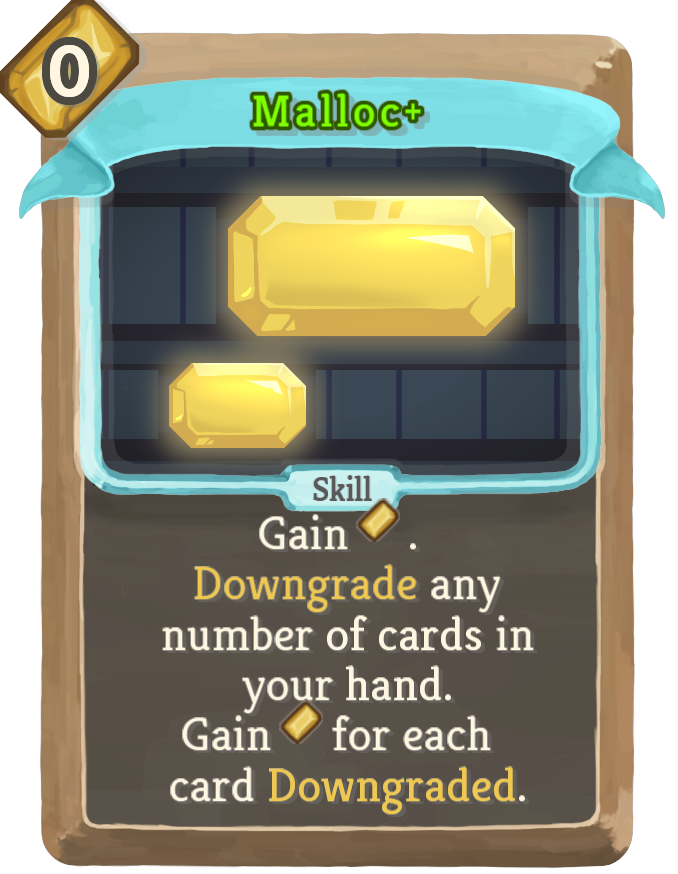 0
Malloc+
Skill
Gain .
Downgrade any
number of cards in
your hand.
Gain for each
card Downgraded.